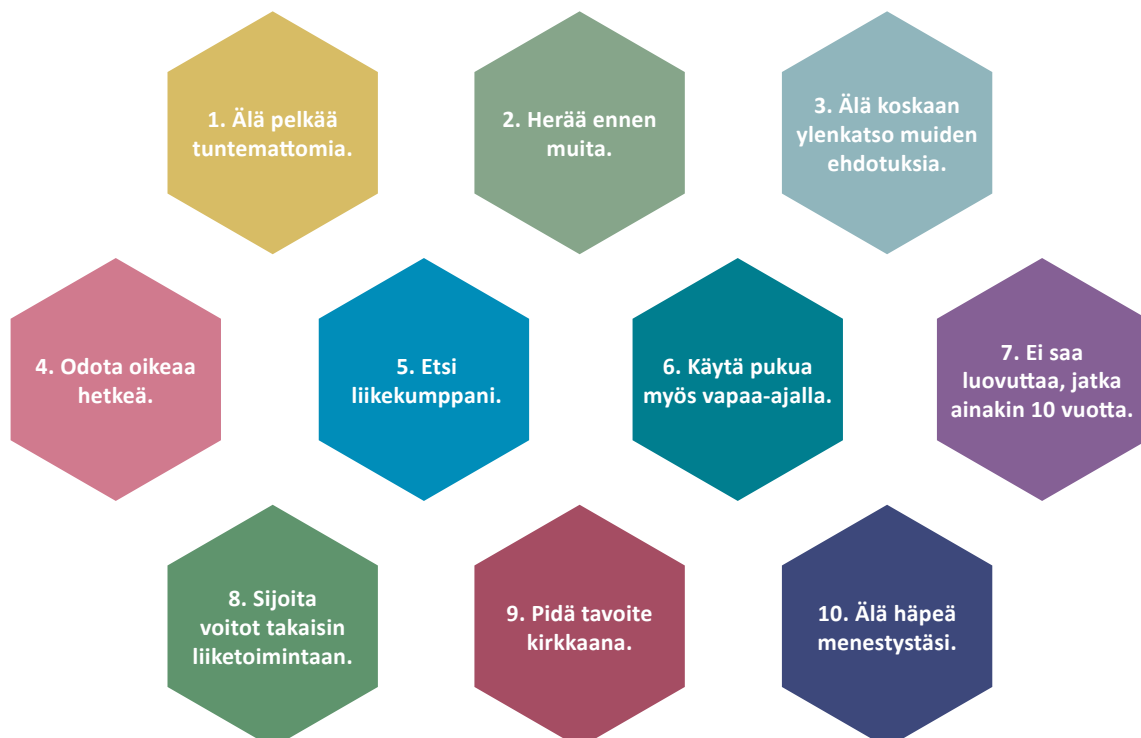 1. Älä pelkää
tuntemattomia.
2. Herää ennen
muita.
3. Älä koskaan
ylenkatso muiden
ehdotuksia.
4. Odota oikeaa
hetkeä.
5. Etsi
liikekumppani.
6. Käytä pukua
myös vapaa-ajalla.
7. Ei saa
luovuttaa, jatka
ainakin 10 vuotta.
8. Sijoita
voitot takaisin
liiketoimintaan.
9. Pidä tavoite
kirkkaana.
10. Älä häpeä
menestystäsi.